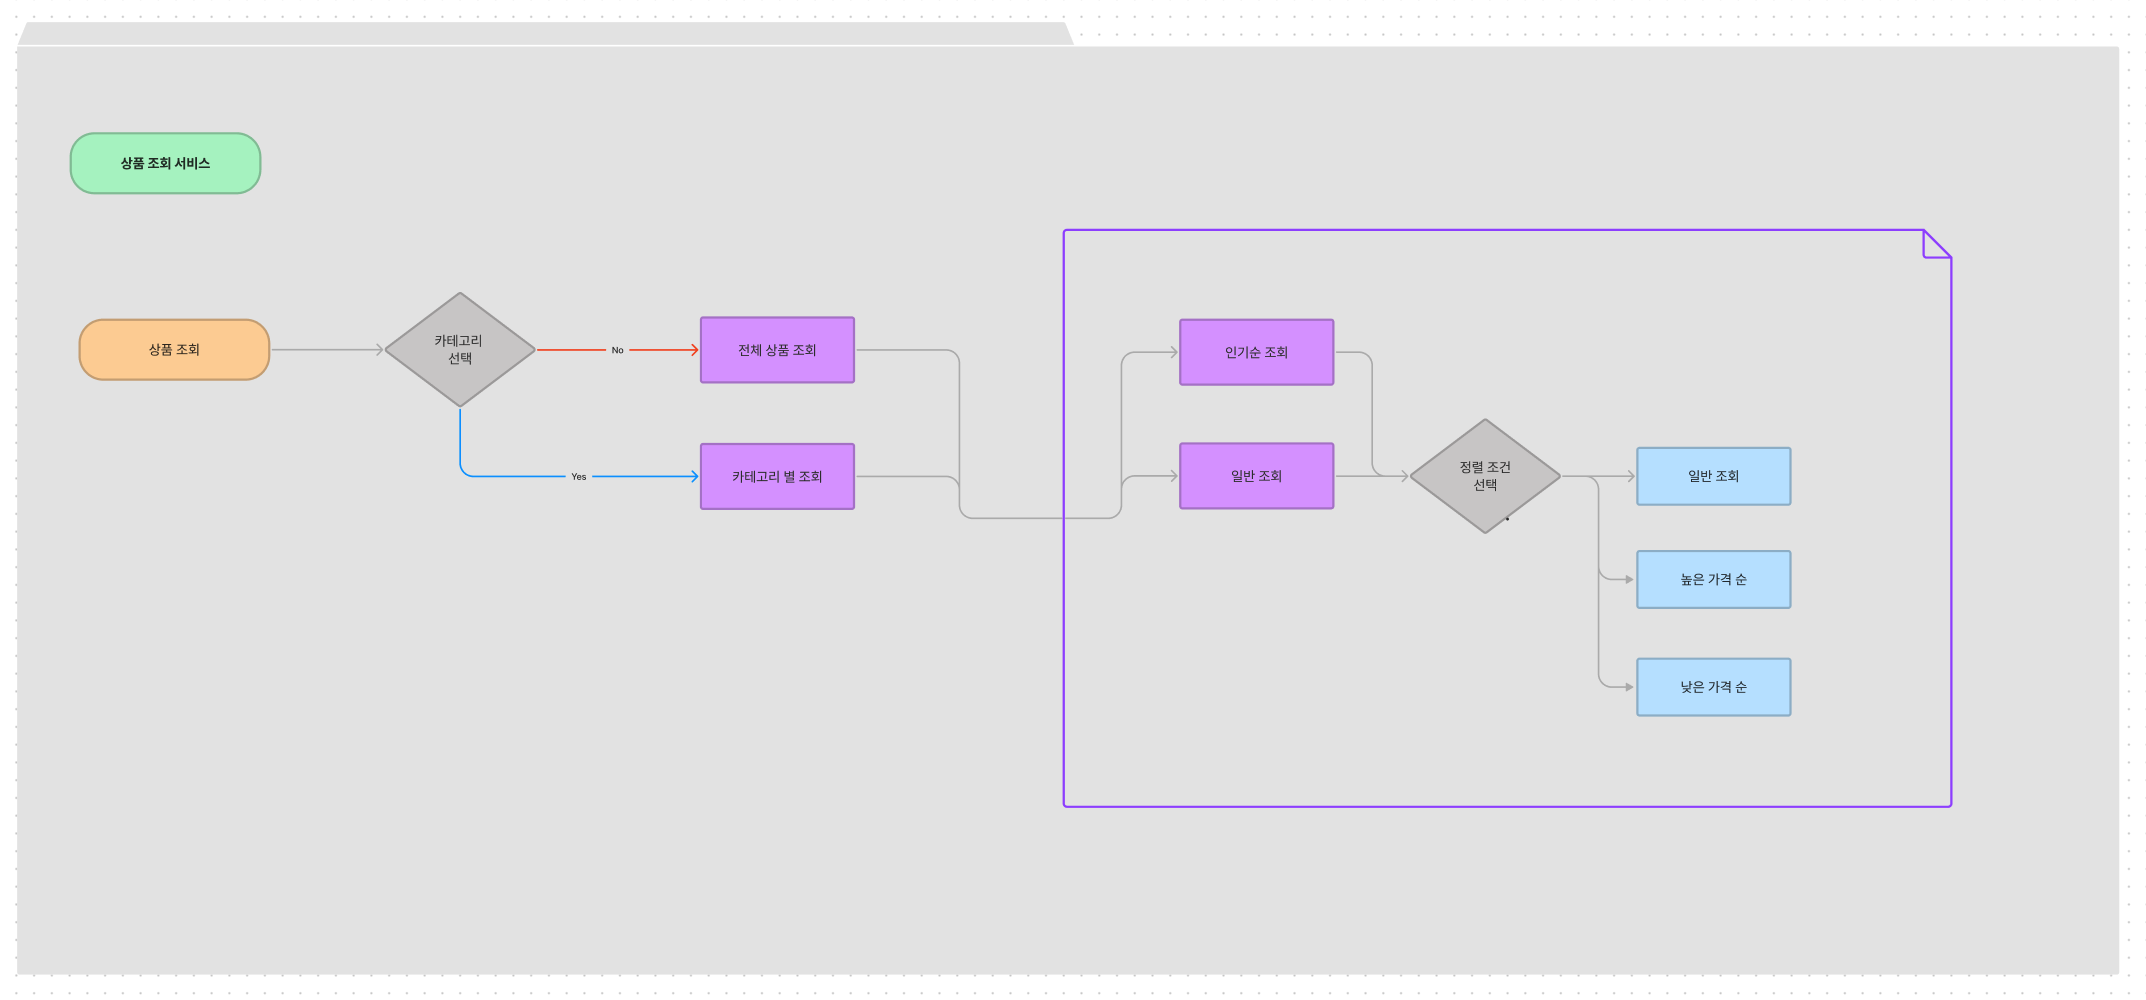 상품 조회 서비스
상품 조회
카테고리
선택
No
전체 상품 조회
Yes
카테고리 별 조회
인기순 조회
일반 조회
정렬 조건
선택
일반 조회
높은 가격 순
낮은 가격 순